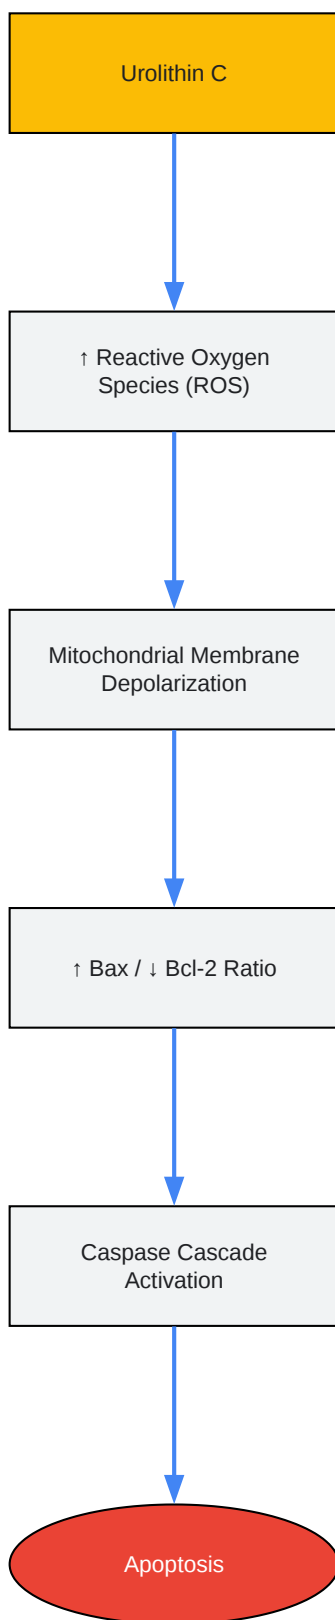 Urolithin C
↑ Reactive Oxygen
Species (ROS)
Mitochondrial Membrane
Depolarization
↑ Bax / ↓ Bcl-2 Ratio
Caspase Cascade
Activation
Apoptosis